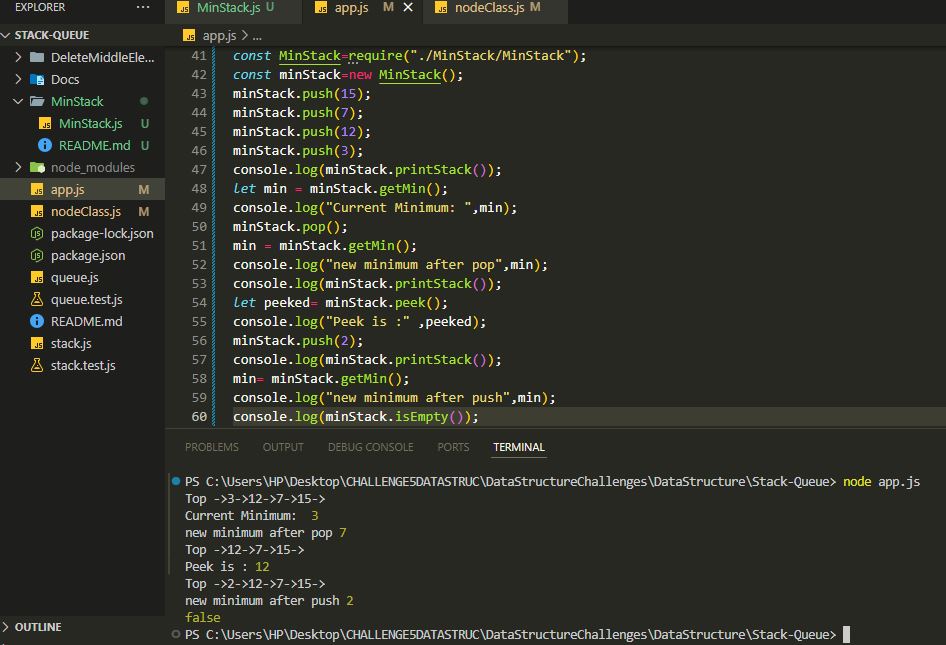 EXPLORER ...
MinStack.js U
app.js M
nodeClass.js M
STACK-QUEUE
DeleteMiddleEle...
Docs
MinStack
MinStack.js U
README.md U
node_modules
app.js M
nodeClass.js M
package-lock.json
package.json
queue.js
queue.test.js
README.md
stack.js
stack.test.js
OUTLINE
app.js > ...
41 const MinStack=require("./MinStack/MinStack");
42 const minStack=new MinStack();
43 minStack.push(15);
44 minStack.push(7);
45 minStack.push(12);
46 minStack.push(3);
47 console.log(minStack.printStack());
48 let min = minStack.getMin();
49 console.log("Current Minimum: ",min);
50 minStack.pop();
51 min = minStack.getMin();
52 console.log("new minimum after pop",min);
53 console.log(minStack.printStack());
54 let peeked= minStack.peek();
55 console.log("Peek is :" ,peeked);
56 minStack.push(2);
57 console.log(minStack.printStack());
58 min= minStack.getMin();
59 console.log("new minimum after push",min);
60 console.log(minStack.isEmpty());
PROBLEMS OUTPUT DEBUG CONSOLE PORTS TERMINAL
PS C:\Users\HP\Desktop\CHALLENGE5DATASTRUC\DataStructureChallenges\DataStructure\Stack-Queue> node app.js
Top ->3->12->7->15->
Current Minimum:  3
new minimum after pop 7
Top ->12->7->15->
Peek is : 12
Top ->2->12->7->15->
new minimum after push 2
false
PS C:\Users\HP\Desktop\CHALLENGE5DATASTRUC\DataStructureChallenges\DataStructure\Stack-Queue>